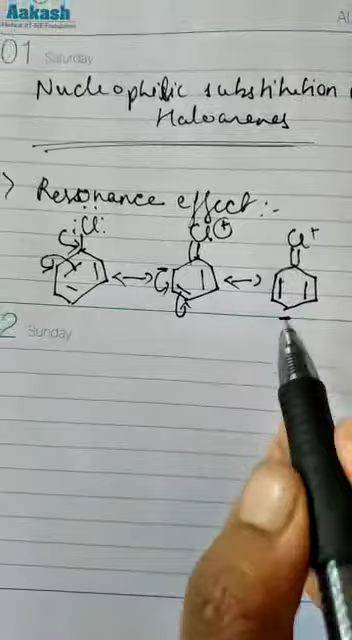 Aakash
01 Saturday
Nucleophilic substitution
Haloarenes
> Resonance effect:-
Cl: Cl+ Cl+
2 Sunday